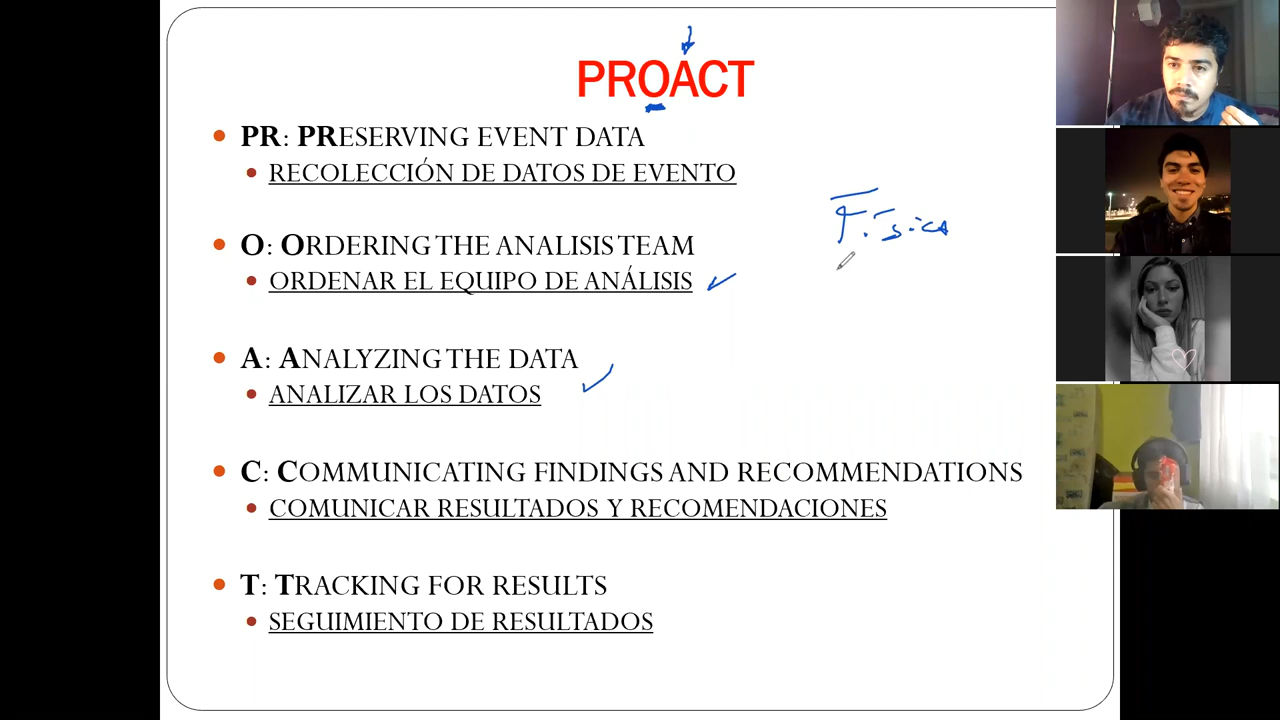 PROACT
PR: PRESERVING EVENT DATA
RECOLECCIÓN DE DATOS DE EVENTO
Física
O: ORDERING THE ANALISIS TEAM
ORDENAR EL EQUIPO DE ANÁLISIS
A: ANALYZING THE DATA
ANALIZAR LOS DATOS
C: COMMUNICATING FINDINGS AND RECOMMENDATIONS
COMUNICAR RESULTADOS Y RECOMENDACIONES
T: TRACKING FOR RESULTS
SEGUIMIENTO DE RESULTADOS